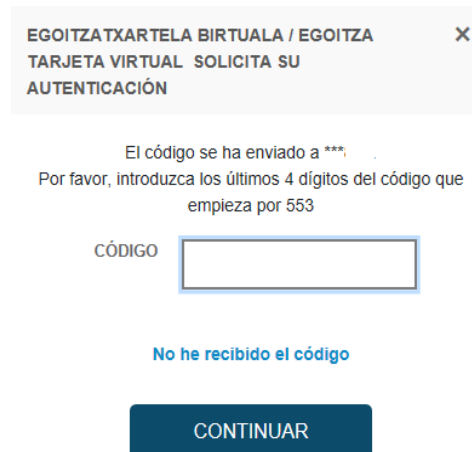 EGOITZATXARTELA BIRTUALA / EGOITZA
TARJETA VIRTUAL SOLICITA SU
AUTENTICACIÓN
×
El código se ha enviado a ***
Por favor, introduzca los últimos 4 dígitos del código que
empieza por 553
CÓDIGO
No he recibido el código
CONTINUAR